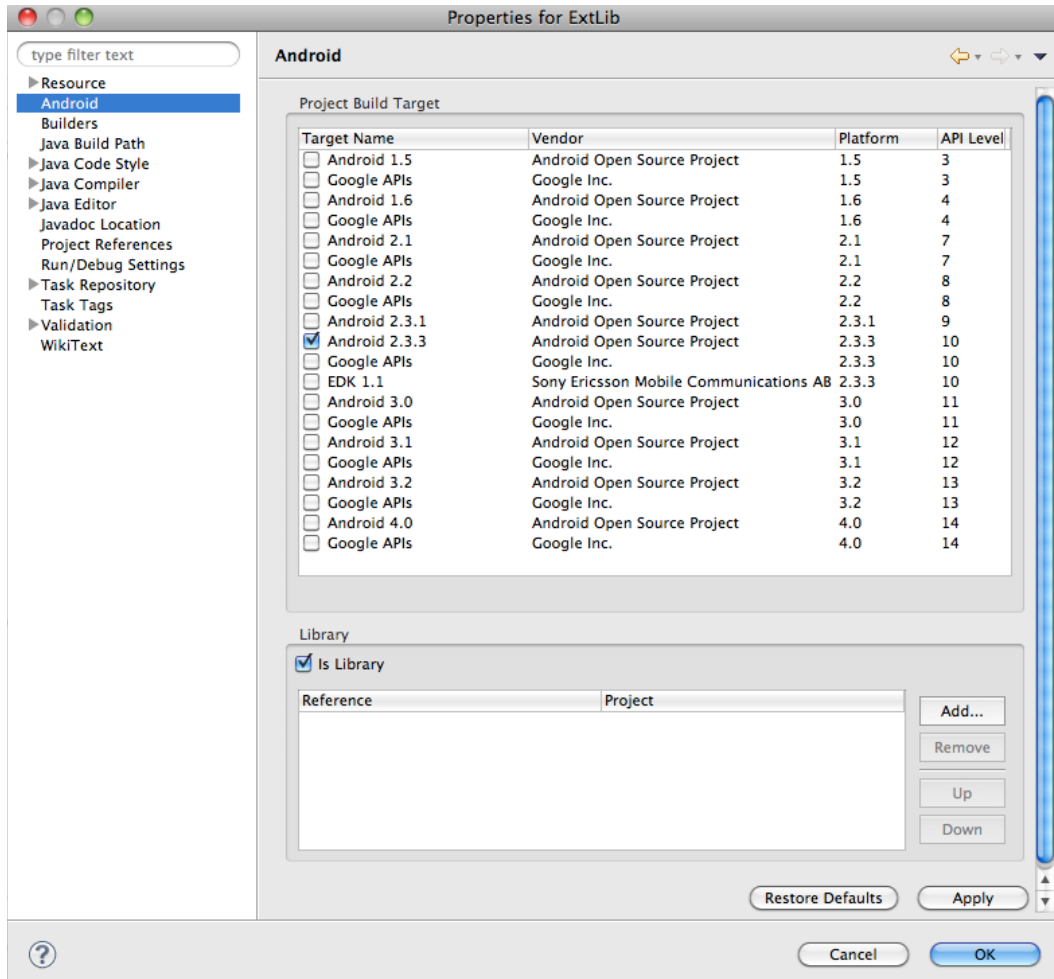 Properties for ExtLib
type filter text
Resource
Android
Builders
Java Build Path
Java Code Style
Java Compiler
Java Editor
Javadoc Location
Project References
Run/Debug Settings
Task Repository
Task Tags
Validation
WikiText
Android
Project Build Target
Target Name Vendor Platform API Level
Android 1.5 Android Open Source Project 1.5 3
Google APIs Google Inc. 1.5 3
Android 1.6 Android Open Source Project 1.6 4
Google APIs Google Inc. 1.6 4
Android 2.1 Android Open Source Project 2.1 7
Google APIs Google Inc. 2.1 7
Android 2.2 Android Open Source Project 2.2 8
Google APIs Google Inc. 2.2 8
Android 2.3.1 Android Open Source Project 2.3.1 9
Android 2.3.3 Android Open Source Project 2.3.3 10
Google APIs Google Inc. 2.3.3 10
EDK 1.1 Sony Ericsson Mobile Communications AB 2.3.3 10
Android 3.0 Android Open Source Project 3.0 11
Google APIs Google Inc. 3.0 11
Android 3.1 Android Open Source Project 3.1 12
Google APIs Google Inc. 3.1 12
Android 3.2 Android Open Source Project 3.2 13
Google APIs Google Inc. 3.2 13
Android 4.0 Android Open Source Project 4.0 14
Google APIs Google Inc. 4.0 14
Library
Is Library
Reference Project
Add...
Remove
Up
Down
Restore Defaults Apply
? Cancel OK